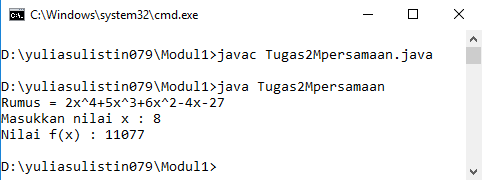 C:\Windows\system32\cmd.exe
D:\yuliasulistin079\Modul1>javac Tugas2Mpersamaan.java
D:\yuliasulistin079\Modul1>java Tugas2Mpersamaan
Rumus = 2x^4+5x^3+6x^2-4x-27
Masukkan nilai x : 8
Nilai f(x) : 11077
D:\yuliasulistin079\Modul1>